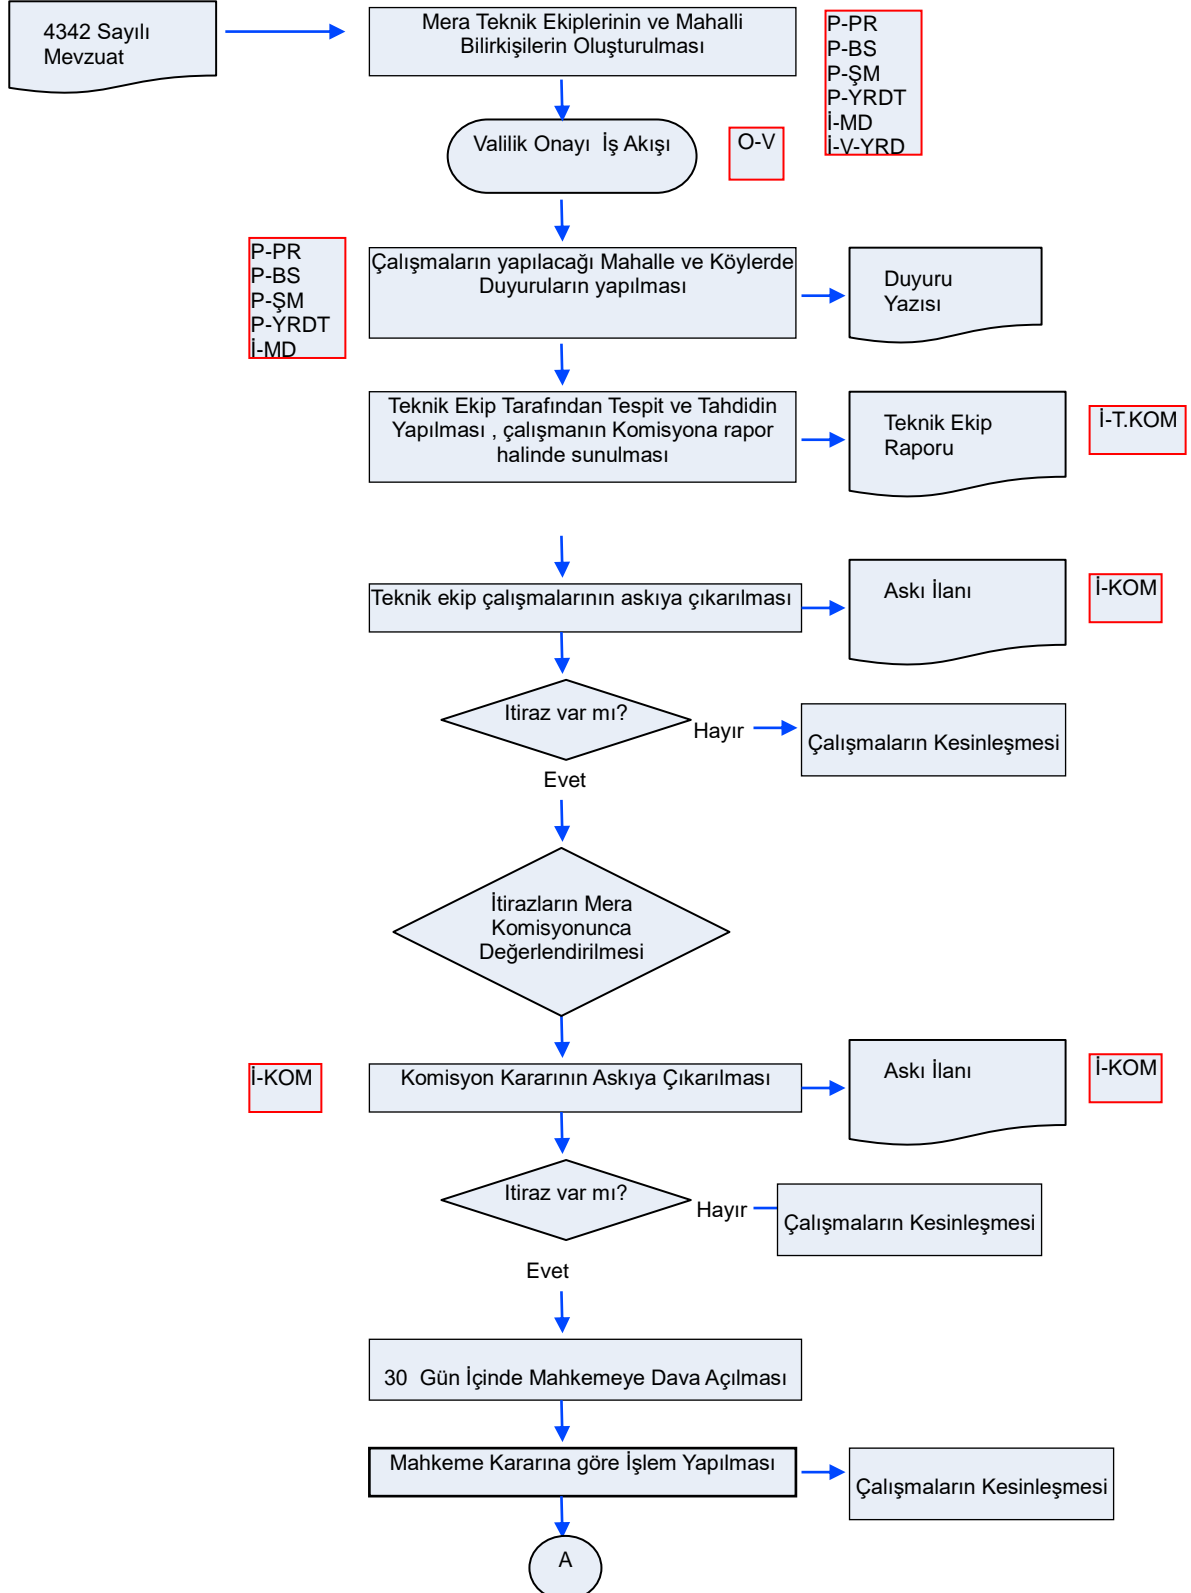 4342 Sayılı
Mevzuat
Mera Teknik Ekiplerinin ve Mahalli
Bilirkişilerin Oluşturulması
P-PR
P-BS
P-ŞM
P-YRDT
İ-MD
İ-V-YRD
Valilik Onayı İş Akışı
O-V
P-PR
P-BS
P-ŞM
P-YRDT
İ-MD
Çalışmaların yapılacağı Mahalle ve Köylerde
Duyuruların yapılması
Duyuru
Yazısı
Teknik Ekip Tarafından Tespit ve Tahdidin
Yapılması , çalışmanın Komisyona rapor
halinde sunulması
Teknik Ekip
Raporu
İ-T.KOM
Teknik ekip çalışmalarının askıya çıkarılması
Askı İlanı
İ-KOM
Itiraz var mı?
Hayır
Çalışmaların Kesinleşmesi
Evet
İtirazların Mera
Komisyonunca
Değerlendirilmesi
İ-KOM
Komisyon Kararının Askıya Çıkarılması
Askı İlanı
İ-KOM
Itiraz var mı?
Hayır
Çalışmaların Kesinleşmesi
Evet
30 Gün İçinde Mahkemeye Dava Açılması
Mahkeme Kararına göre İşlem Yapılması
Çalışmaların Kesinleşmesi
A